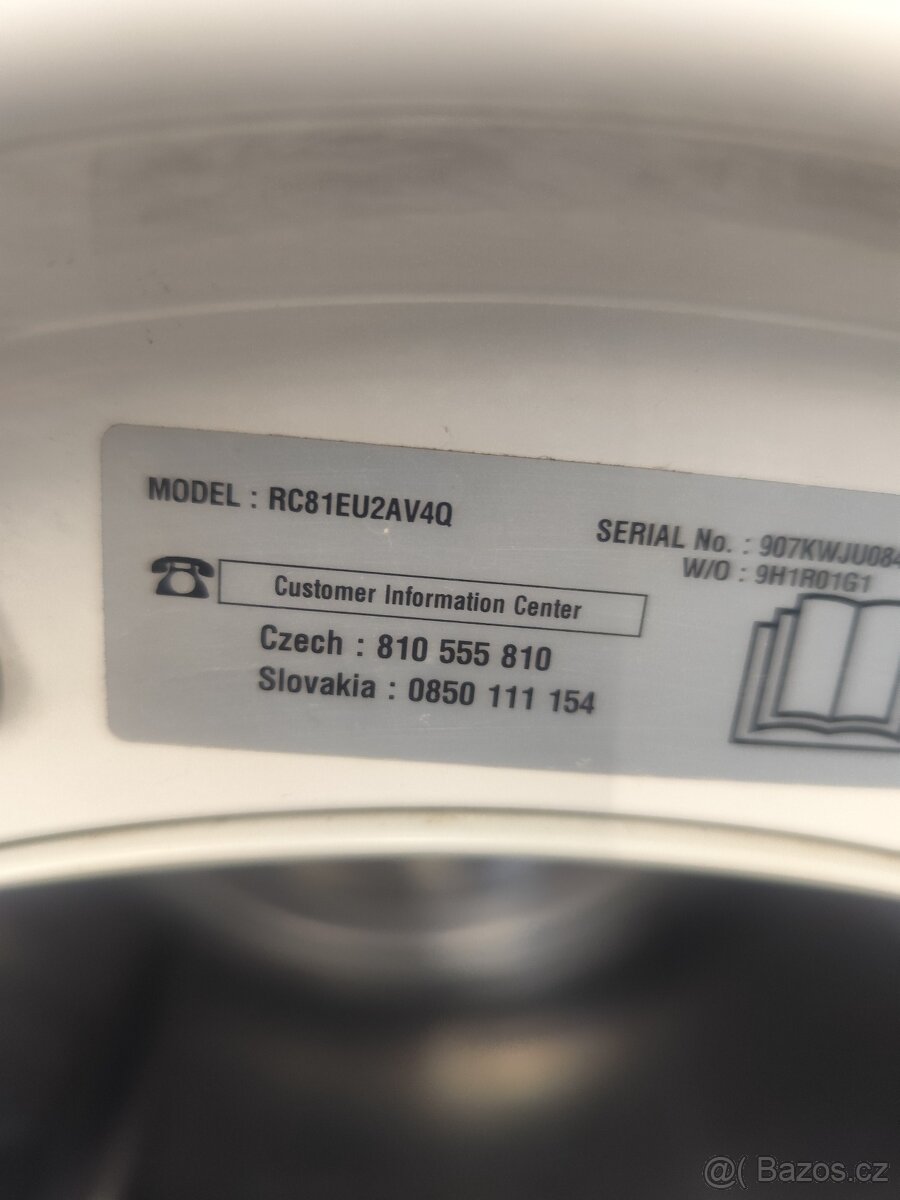 MODEL : RC81EU2AV4Q
SERIAL No. : 907KWJU084
W/O : 9H1R01G1
Customer Information Center
Czech : 810 555 810
Slovakia : 0850 111 154
@( Bazos.cz